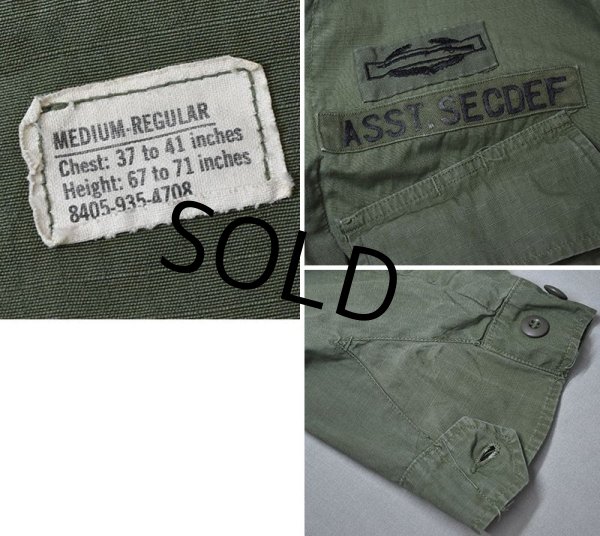 MEDIUM-REGULAR
Chest: 37 to 41 inches
Height: 67 to 71 inches
8405-935-4708
ASST. SECDEF
SOLD